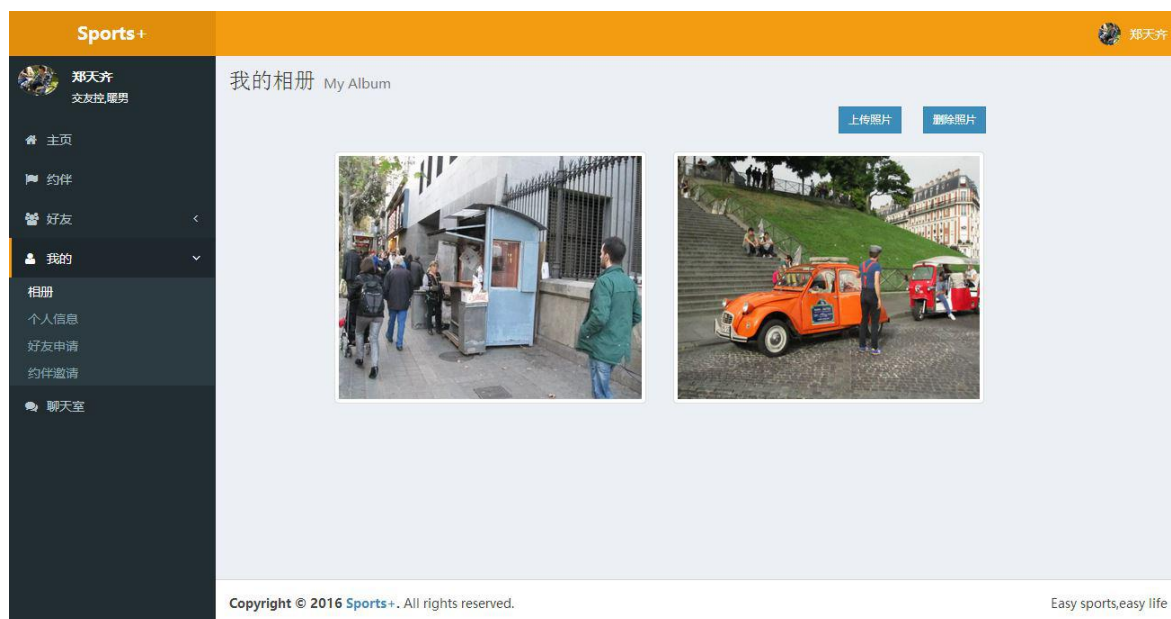 Sports+
郑天齐
郑天齐
交友控,暖男
主页
约伴
好友
我的
相册
个人信息
好友申请
约伴邀请
聊天室
我的相册 My Album
上传照片 删除照片
Copyright © 2016 Sports+. All rights reserved.
Easy sports,easy life